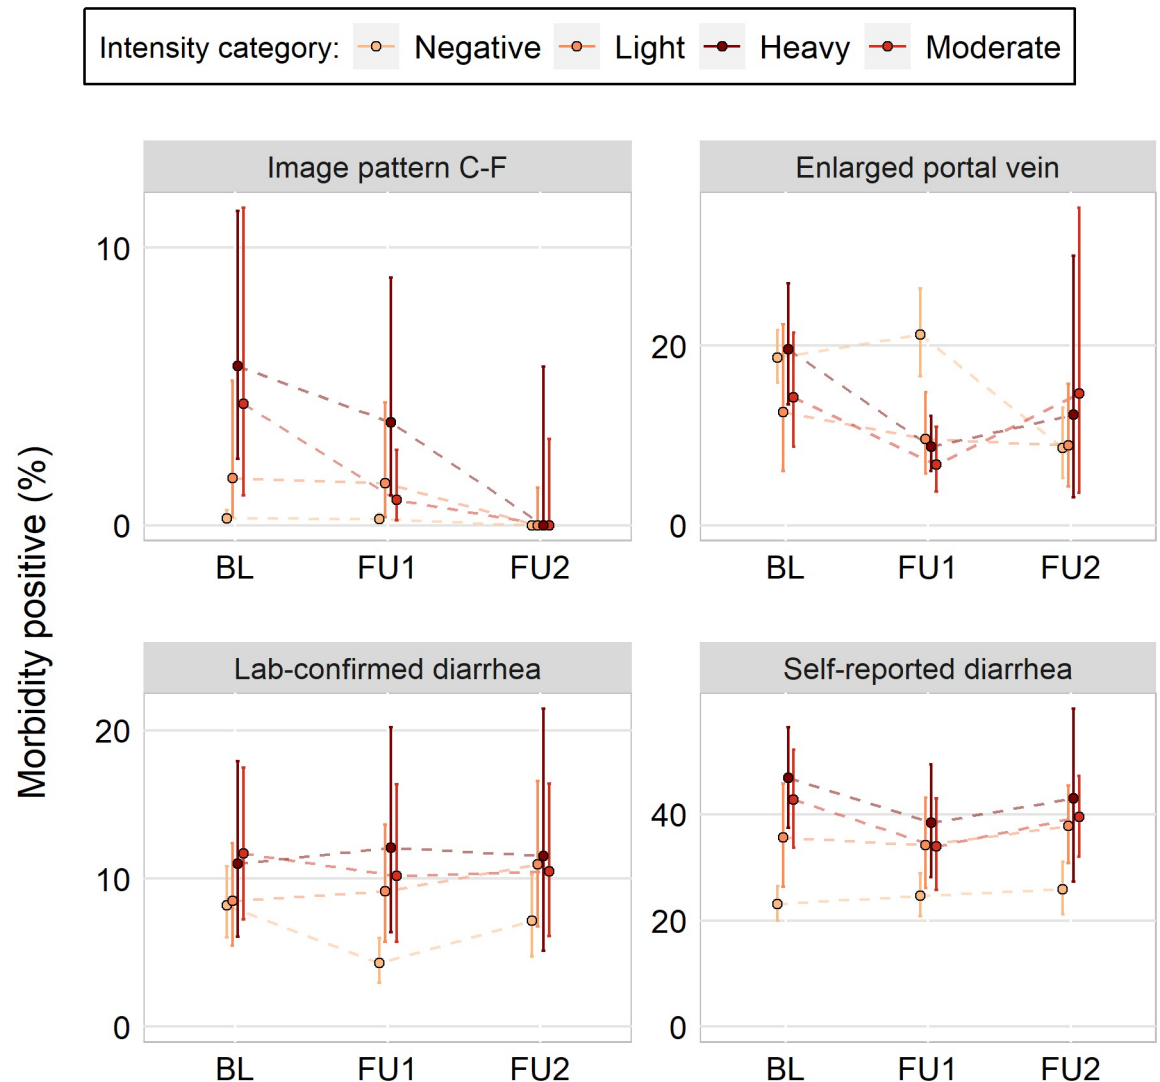 Intensity category: Negative Light Heavy Moderate
Image pattern C-F
Enlarged portal vein
10
0
20
0
BL FU1 FU2
BL FU1 FU2
Morbidity positive (%)
Lab-confirmed diarrhea
Self-reported diarrhea
20
10
0
40
20
0
BL FU1 FU2
BL FU1 FU2